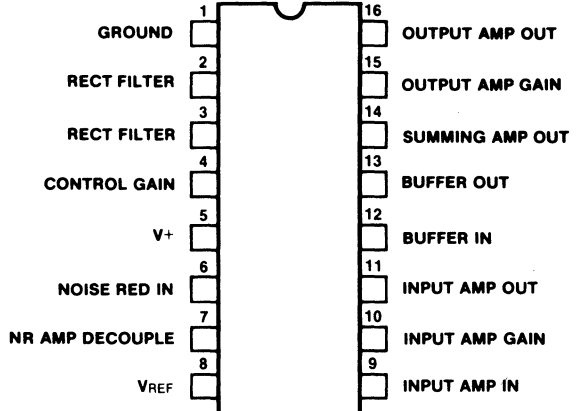 1 16
GROUND OUTPUT AMP OUT
2 15
RECT FILTER OUTPUT AMP GAIN
3 14
RECT FILTER SUMMING AMP OUT
4 13
CONTROL GAIN BUFFER OUT
5 12
V+ BUFFER IN
6 11
NOISE RED IN INPUT AMP OUT
7 10
NR AMP DECOUPLE INPUT AMP GAIN
8 9
VREF INPUT AMP IN